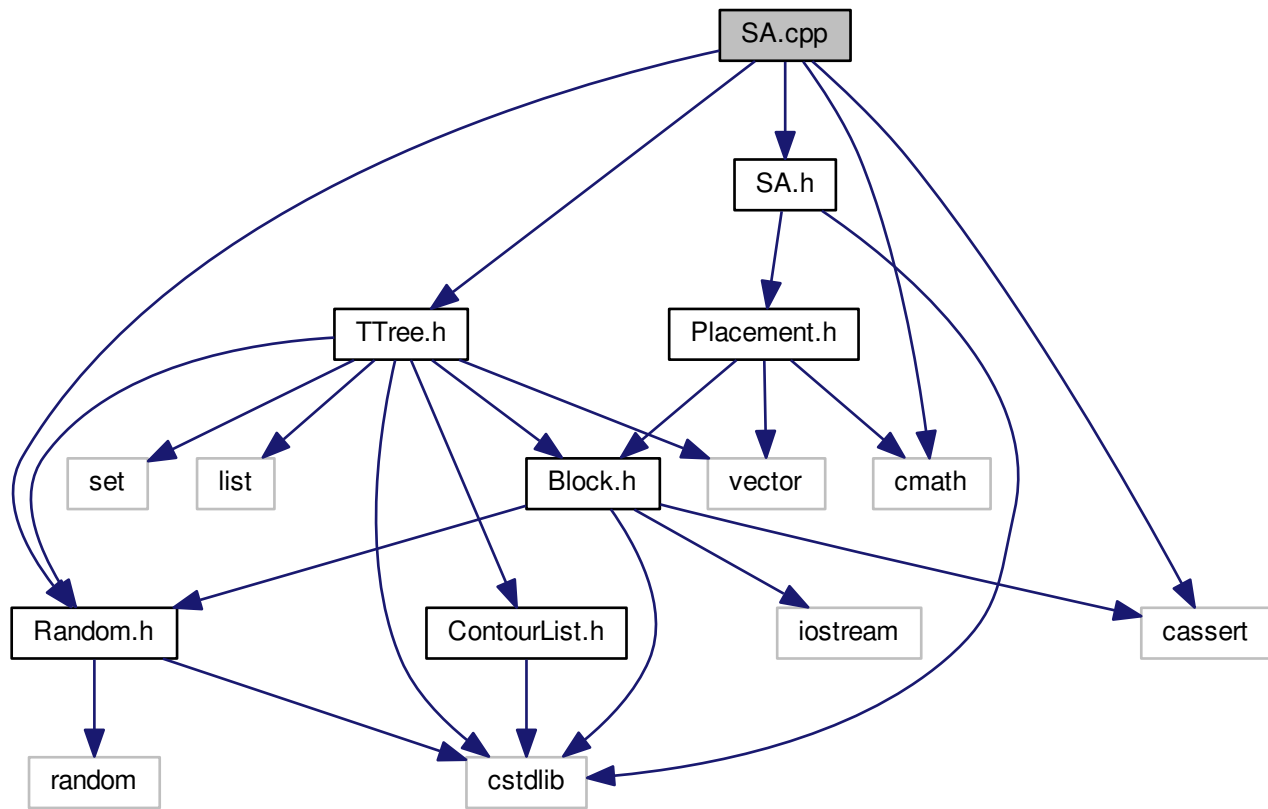 SA.cpp
SA.h
TTree.h
Placement.h
set
list
Block.h
vector
cmath
Random.h
ContourList.h
iostream
cassert
random
cstdlib